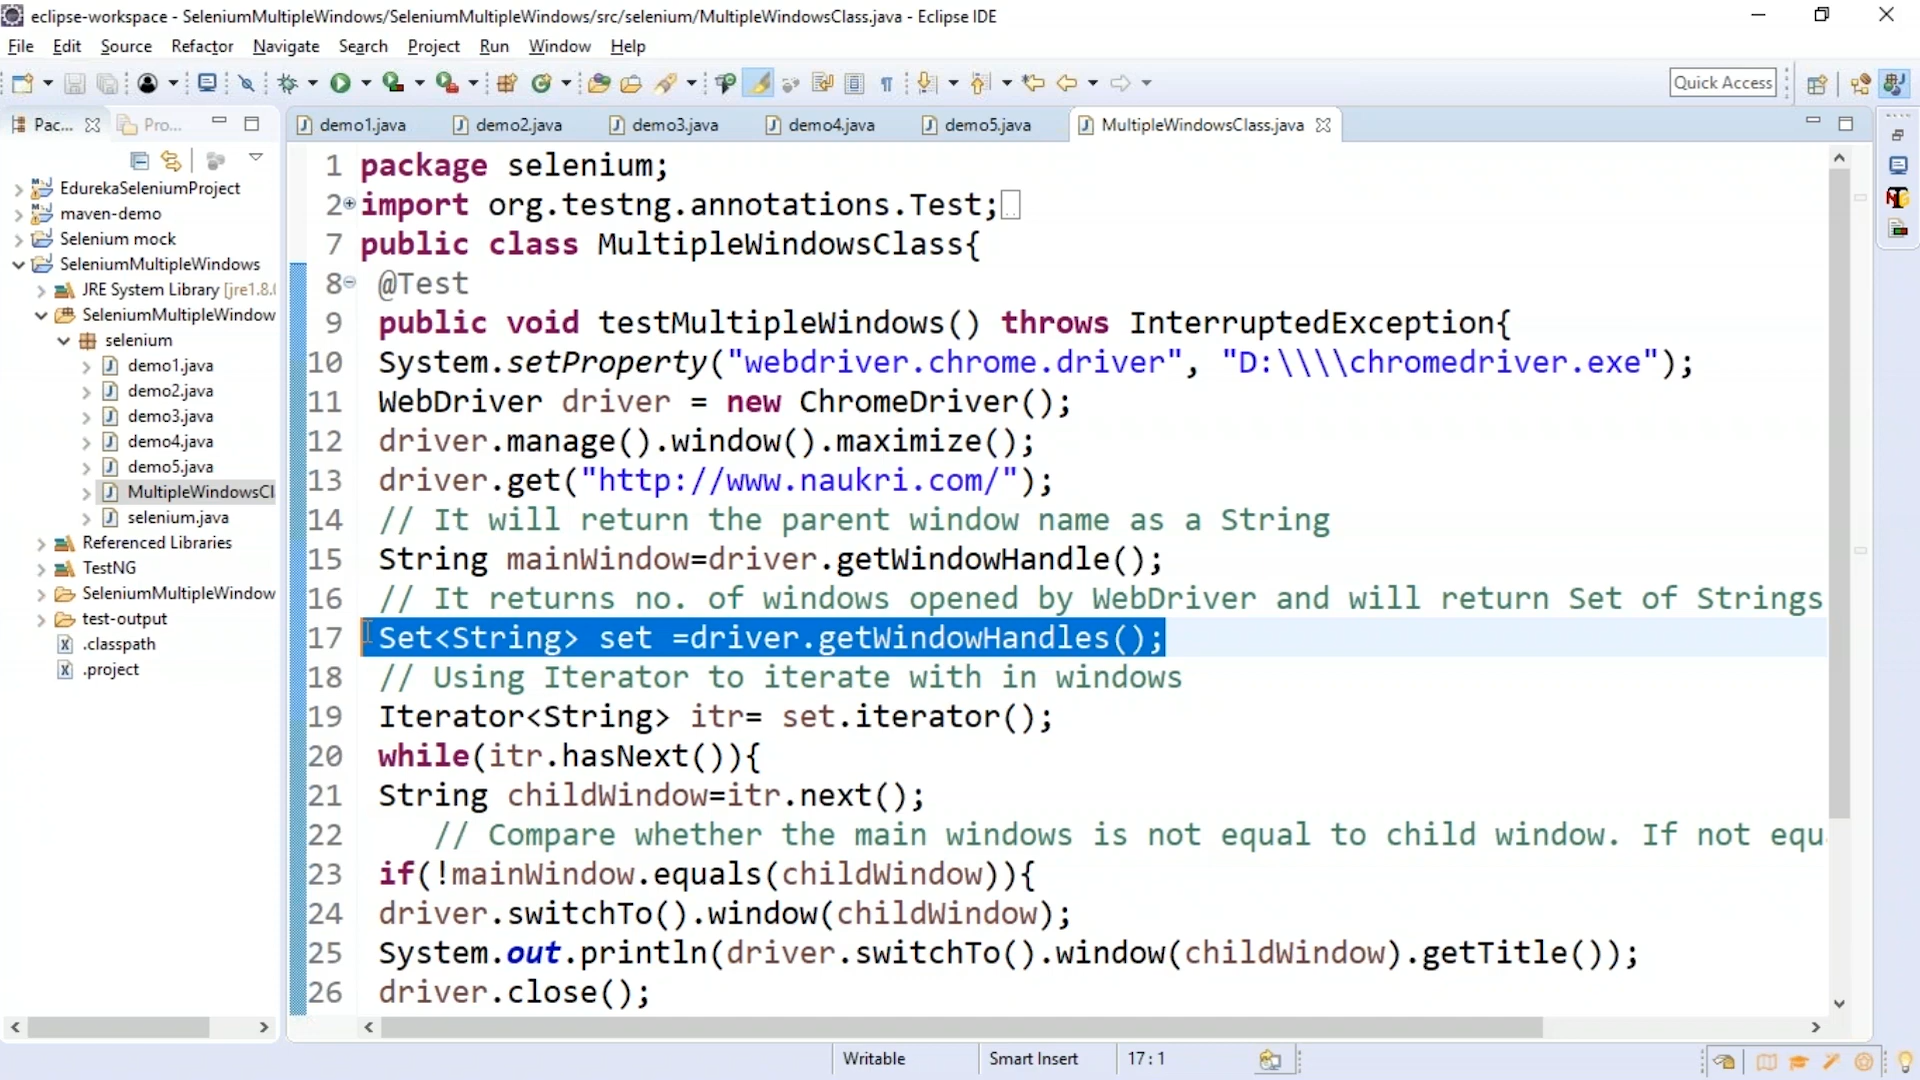 eclipse-workspace - SeleniumMultipleWindows/SeleniumMultipleWindows/src/selenium/MultipleWindowsClass.java - Eclipse IDE
File Edit Source Refactor Navigate Search Project Run Window Help
Quick Access
Pac... Pro... demo1.java demo2.java demo3.java demo4.java demo5.java MultipleWindowsClass.java
EdurekaSeleniumProject
maven-demo
Selenium mock
SeleniumMultipleWindows
JRE System Library [jre1.8.
SeleniumMultipleWindow
selenium
demo1.java
demo2.java
demo3.java
demo4.java
demo5.java
MultipleWindowsCl
selenium.java
Referenced Libraries
TestNG
SeleniumMultipleWindow
test-output
.classpath
.project
1 package selenium;
2 import org.testng.annotations.Test;
7 public class MultipleWindowsClass{
8 @Test
9 public void testMultipleWindows() throws InterruptedException{
10 System.setProperty("webdriver.chrome.driver", "D:\\\\chromedriver.exe");
11 WebDriver driver = new ChromeDriver();
12 driver.manage().window().maximize();
13 driver.get("http://www.naukri.com/");
14 // It will return the parent window name as a String
15 String mainWindow=driver.getWindowHandle();
16 // It returns no. of windows opened by WebDriver and will return Set of Strings
17 Set<String> set =driver.getWindowHandles();
18 // Using Iterator to iterate with in windows
19 Iterator<String> itr= set.iterator();
20 while(itr.hasNext()){
21 String childWindow=itr.next();
22 // Compare whether the main windows is not equal to child window. If not equ
23 if(!mainWindow.equals(childWindow)){
24 driver.switchTo().window(childWindow);
25 System.out.println(driver.switchTo().window(childWindow).getTitle());
26 driver.close();
Writable Smart Insert 17 : 1